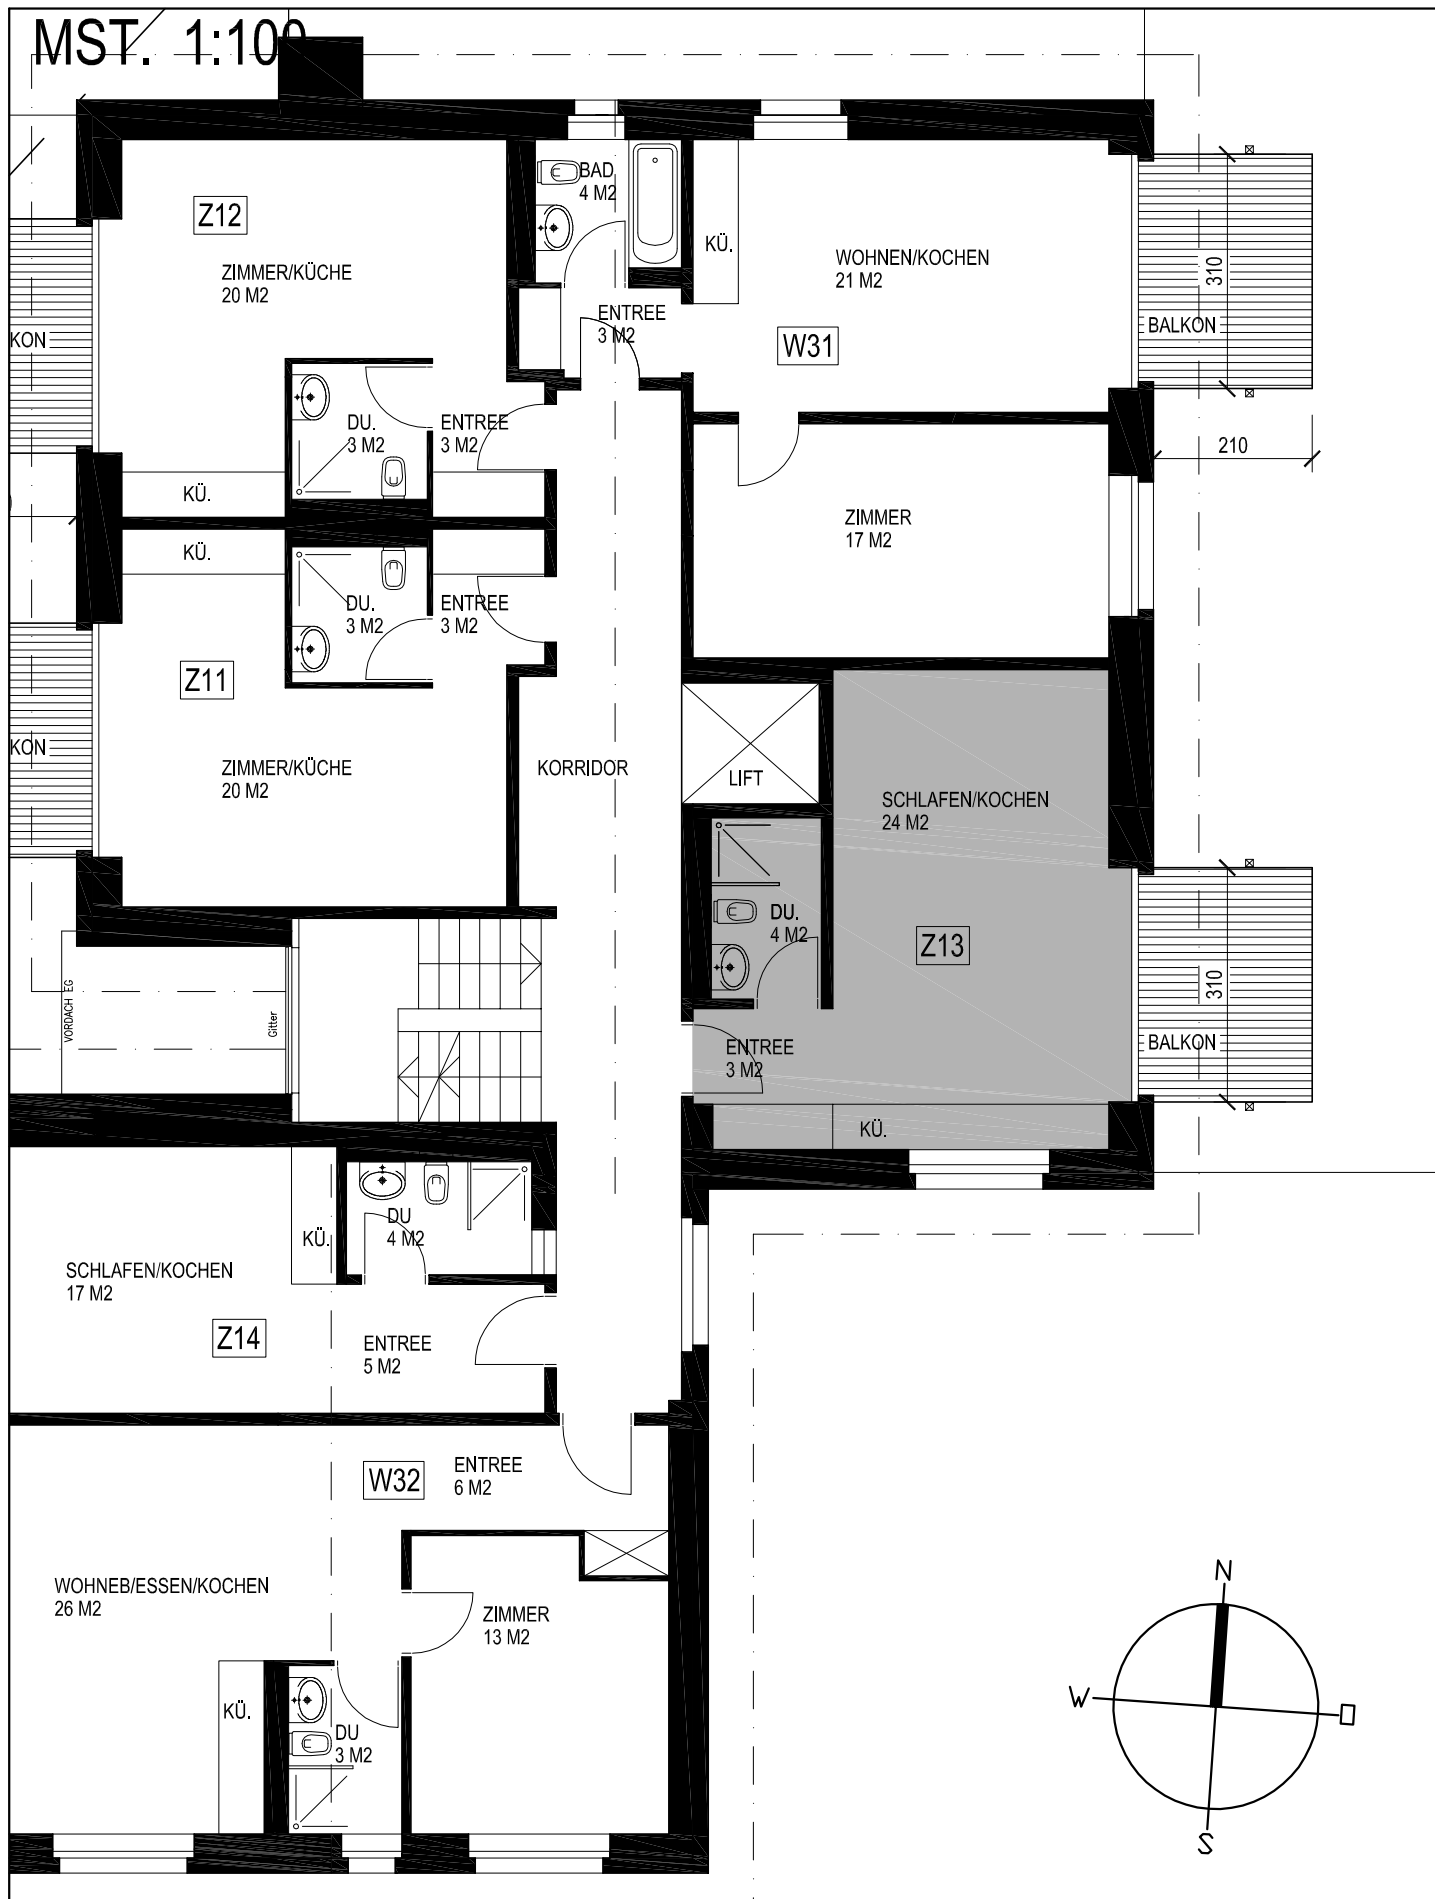 MST. 1:100
Z12
ZIMMER/KÜCHE
20 M2
KON
BAD
4 M2
KÜ.
WOHNEN/KOCHEN
21 M2
ENTREE
3 M2
W31
310
BALKON
210
DU.
3 M2
ENTREE
3 M2
KÜ.
KÜ.
DU.
3 M2
ENTREE
3 M2
ZIMMER
17 M2
Z11
KON
ZIMMER/KÜCHE
20 M2
KORRIDOR
LIFT
SCHLAFEN/KOCHEN
24 M2
DU.
4 M2
Z13
310
BALKON
VORDACH EG
Gitter
ENTREE
3 M2
KÜ.
KÜ.
DU
4 M2
SCHLAFEN/KOCHEN
17 M2
Z14
ENTREE
5 M2
W32
ENTREE
6 M2
WOHNEB/ESSEN/KOCHEN
26 M2
ZIMMER
13 M2
KÜ.
DU
3 M2
N
W
O
S